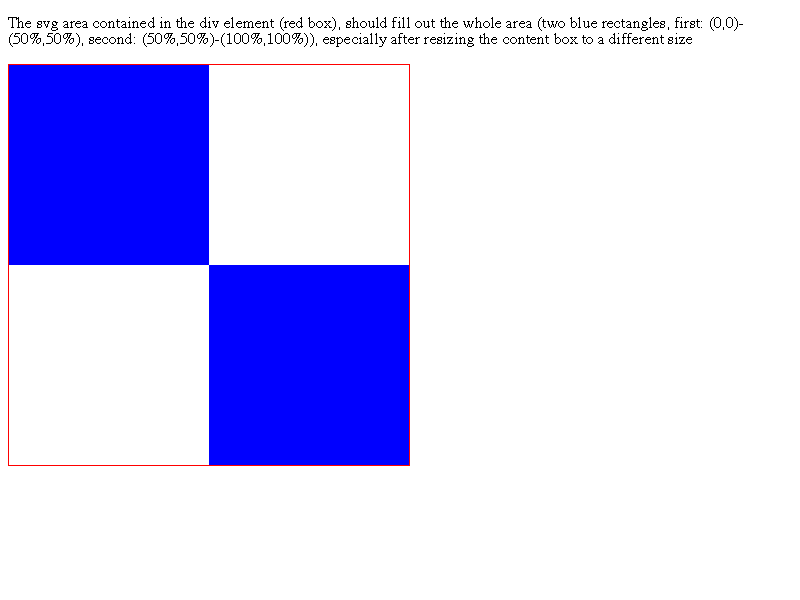 The svg area contained in the div element (red box), should fill out the whole area (two blue rectangles, first: (0,0)-
(50%,50%), second: (50%,50%)-(100%,100%)), especially after resizing the content box to a different size